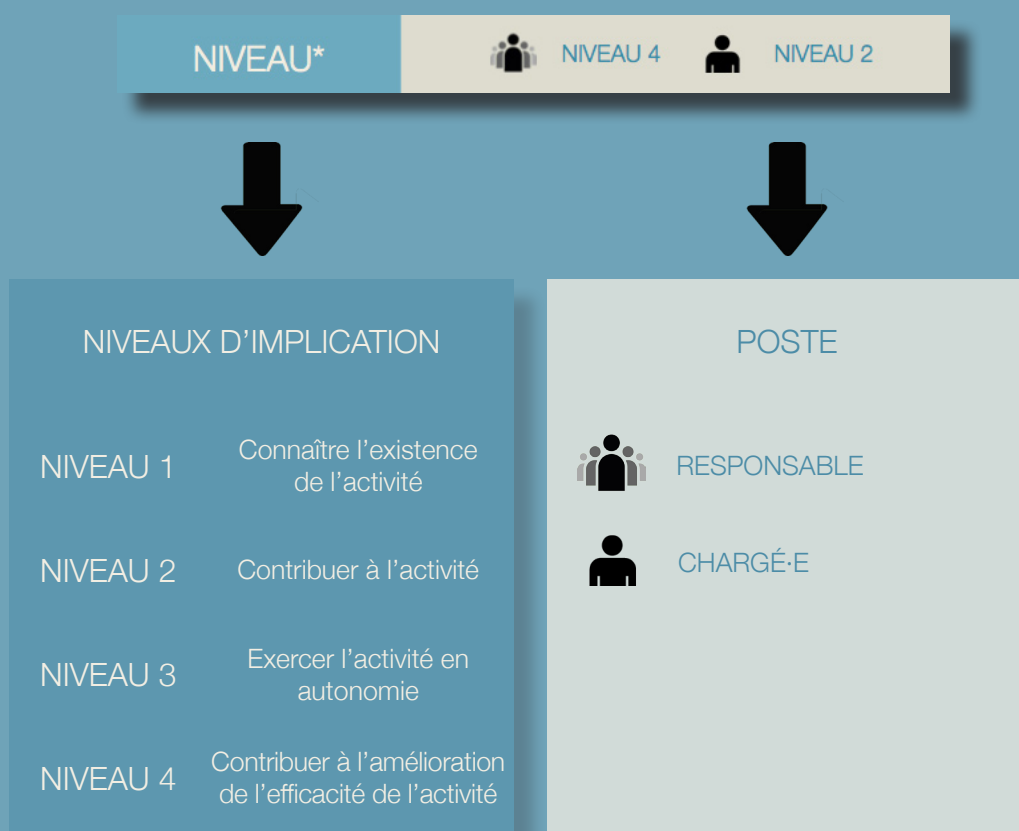 NIVEAU*
NIVEAU 4
NIVEAU 2
NIVEAUX D’IMPLICATION
NIVEAU 1
Connaître l’existence
de l’activité
NIVEAU 2
Contribuer à l’activité
NIVEAU 3
Exercer l’activité en
autonomie
NIVEAU 4
Contribuer à l’amélioration
de l’efficacité de l’activité
POSTE
RESPONSABLE
CHARGÉ·E